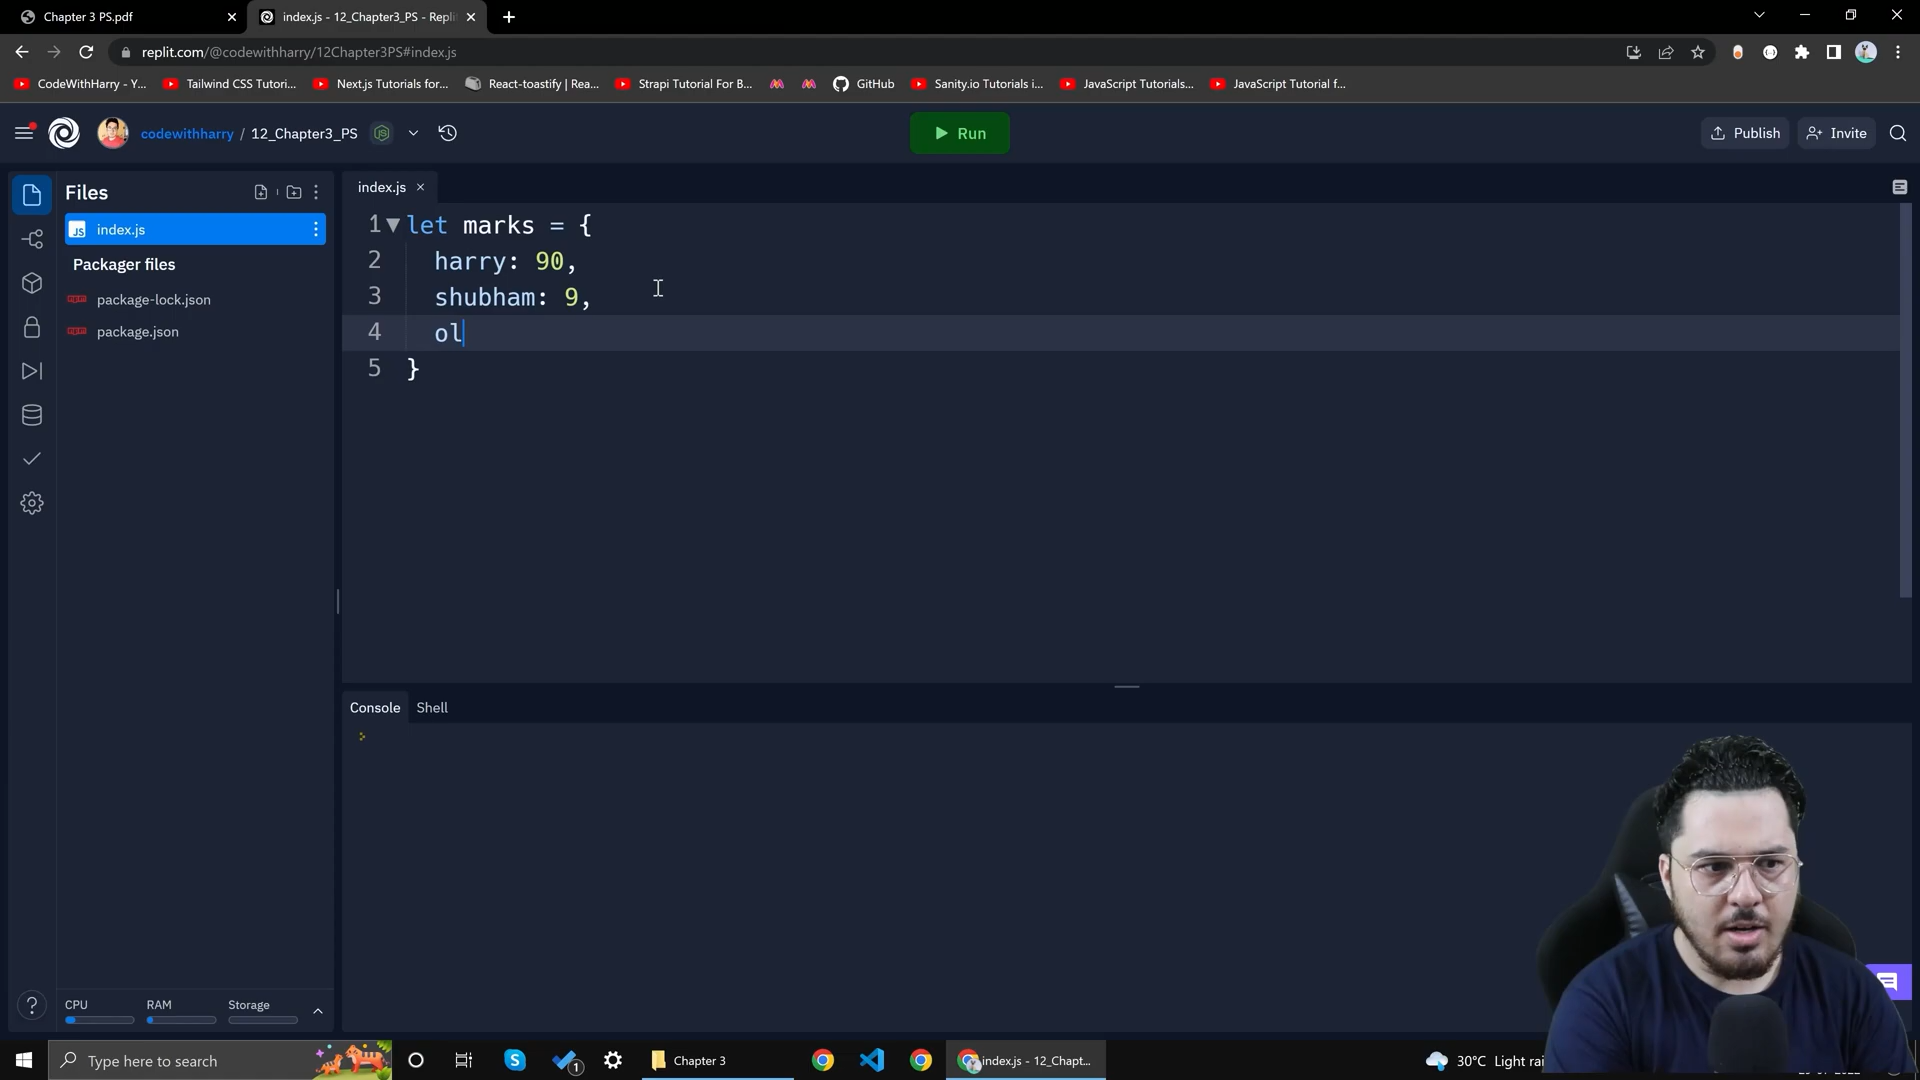 Chapter 3 PS.pdf
index.js - 12_Chapter3_PS - Repli
replit.com/@codewithharry/12Chapter3PS#index.js
CodeWithHarry - Y...
Tailwind CSS Tutori...
Next.js Tutorials for...
React-toastify | Rea...
Strapi Tutorial For B...
GitHub
Sanity.io Tutorials i...
JavaScript Tutorials...
JavaScript Tutorial f...
codewithharry / 12_Chapter3_PS
Run
Publish
Invite
Files
index.js
Packager files
package-lock.json
package.json
index.js
1 let marks = {
2 harry: 90,
3 shubham: 9,
4 ol
5 }
Console
Shell
CPU
RAM
Storage
Type here to search
1
Chapter 3
index.js - 12_Chapt...
30°C Light rai